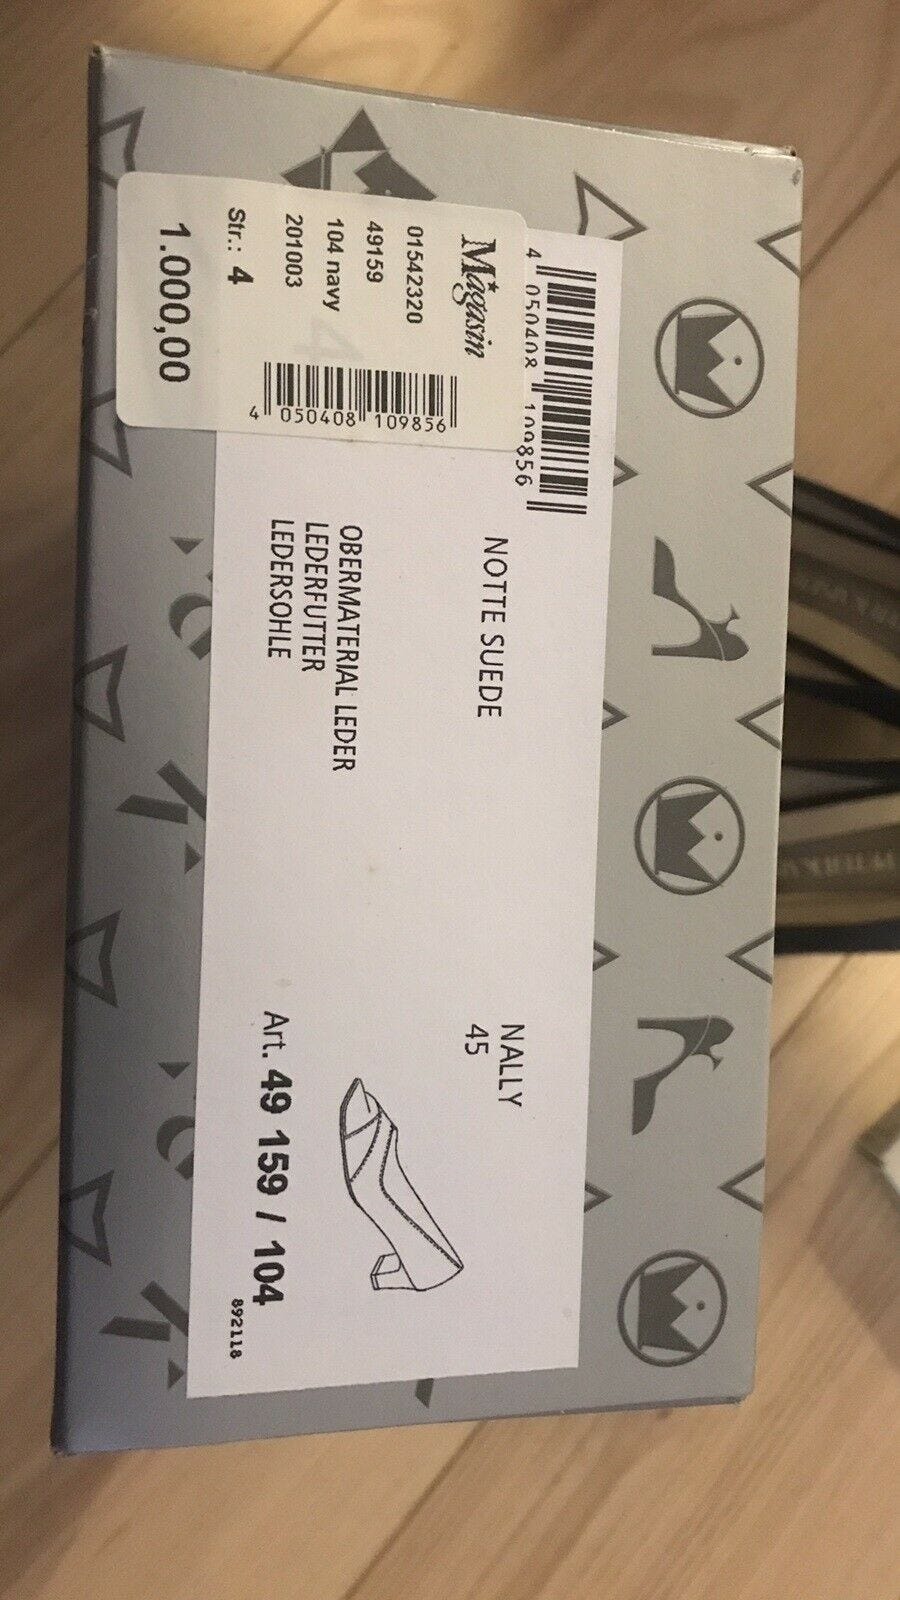 Magasin
01542320
49159
104 navy
201003
Str.: 4
1.000,00
4 050408 109856
4 050408 109856
NOTTE SUEDE
OBERMATERIAL LEDER
LEDERFUTTER
LEDERSOHLE
NALLY
45
Art. 49 159 / 104
892118